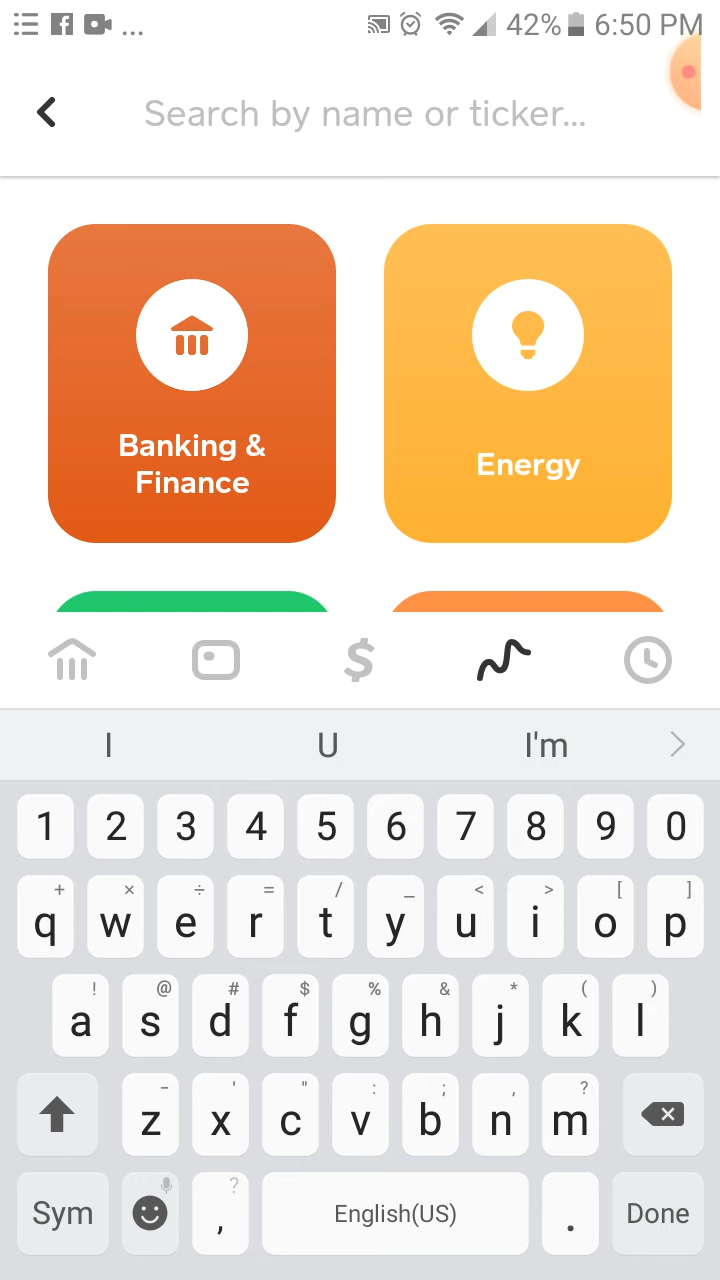 ... 42% 6:50 PM
Search by name or ticker...
Banking &
Finance
Energy
$
I U I'm
1 2 3 4 5 6 7 8 9 0
+ × ÷ = / _ < > [ ]
q w e r t y u i o p
! @ # $ % & * ( )
a s d f g h j k l
- ' " : ; , ?
z x c v b n m
?
Sym , English(US) . Done